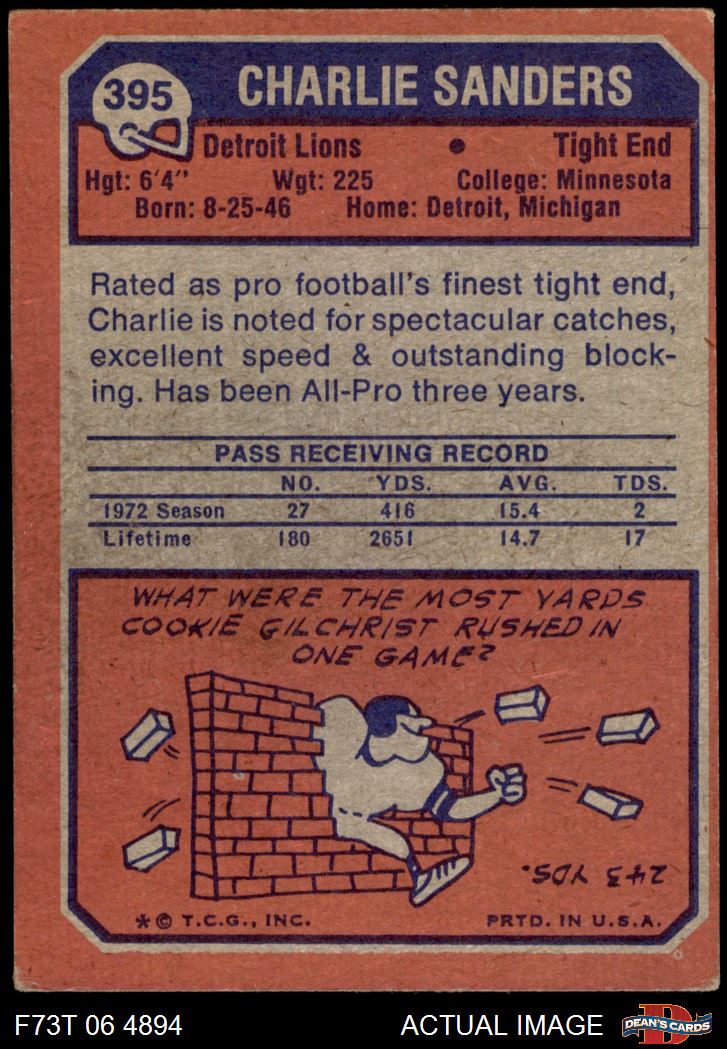 395
CHARLIE SANDERS
Detroit Lions • Tight End
Hgt: 6'4" Wgt: 225 College: Minnesota
Born: 8-25-46 Home: Detroit, Michigan
Rated as pro football's finest tight end,
Charlie is noted for spectacular catches,
excellent speed & outstanding block-
ing. Has been All-Pro three years.
PASS RECEIVING RECORD
NO. YDS. AVG. TDS.
1972 Season 27 416 15.4 2
Lifetime 180 2651 14.7 17
WHAT WERE THE MOST YARDS
COOKIE GILCHRIST RUSHED IN
ONE GAME?
243 YDS.
* © T.C.G., INC. PRTD. IN U.S.A.
F73T 06 4894 ACTUAL IMAGE
D
DEAN'S CARDS